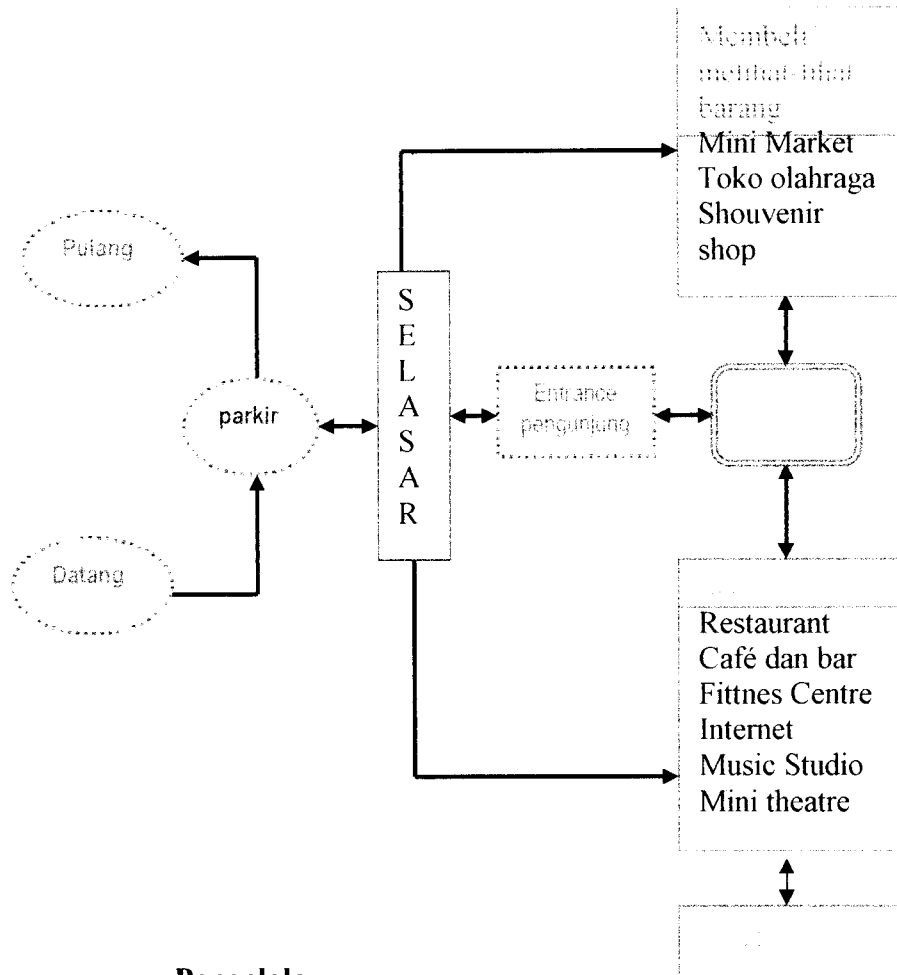 Membeli
melihat-lihat
barang
Mini Market
Toko olahraga
Shouvenir
shop
Pulang
S
E
L
A
S
A
R
Entrance
pengunjung
parkir
Datang
Restaurant
Café dan bar
Fittnes Centre
Internet
Music Studio
Mini theatre